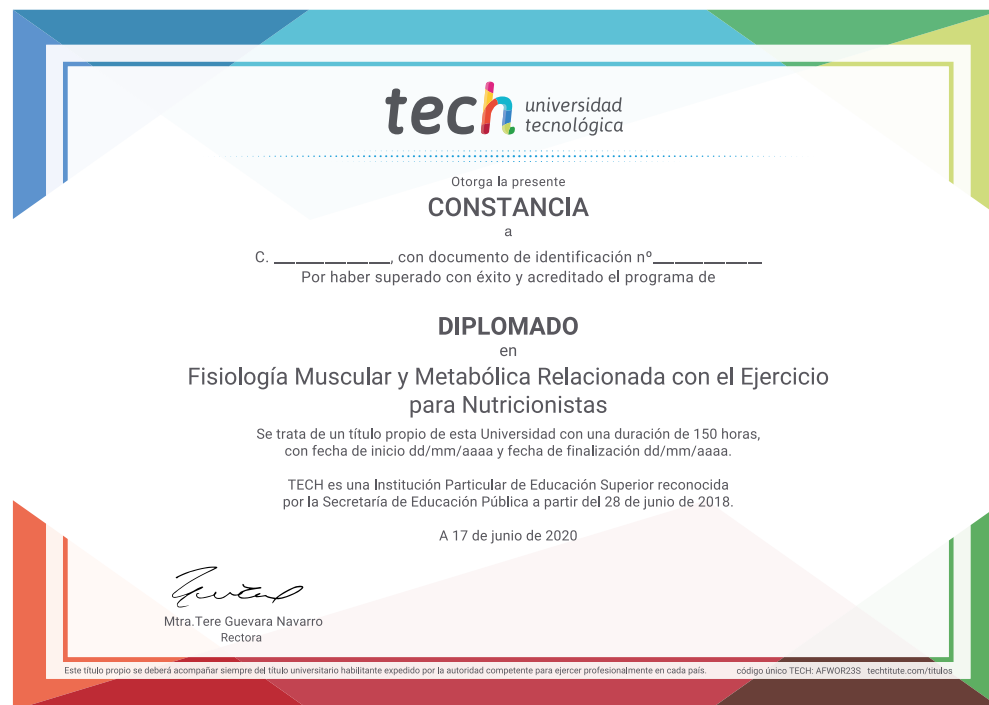 tech universidad
tecnológica
Otorga la presente
CONSTANCIA
a
C. ____________, con documento de identificación nº____________
Por haber superado con éxito y acreditado el programa de
DIPLOMADO
en
Fisiología Muscular y Metabólica Relacionada con el Ejercicio
para Nutricionistas
Se trata de un título propio de esta Universidad con una duración de 150 horas,
con fecha de inicio dd/mm/aaaa y fecha de finalización dd/mm/aaaa.
TECH es una Institución Particular de Educación Superior reconocida
por la Secretaría de Educación Pública a partir del 28 de junio de 2018.
A 17 de junio de 2020
Mtra.Tere Guevara Navarro
Rectora
Este título propio se deberá acompañar siempre del título universitario habilitante expedido por la autoridad competente para ejercer profesionalmente en cada país. código único TECH: AFWOR23S techtitute.com/titulos